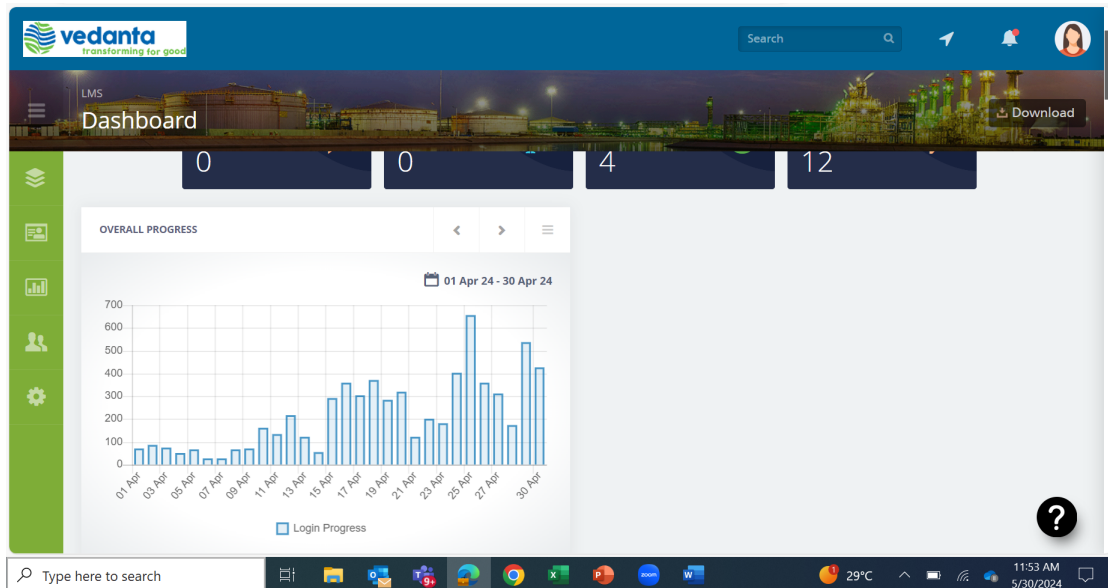 vedanta
transforming for good
Search
LMS
Dashboard
Download
0 0 4 12
OVERALL PROGRESS
01 Apr 24 - 30 Apr 24
700
600
500
400
300
200
100
0
01 Apr 03 Apr 05 Apr 07 Apr 09 Apr 11 Apr 13 Apr 15 Apr 17 Apr 19 Apr 21 Apr 23 Apr 25 Apr 27 Apr 30 Apr
Login Progress
?
Type here to search
9+
zoom
1
29°C
11:53 AM
5/30/2024